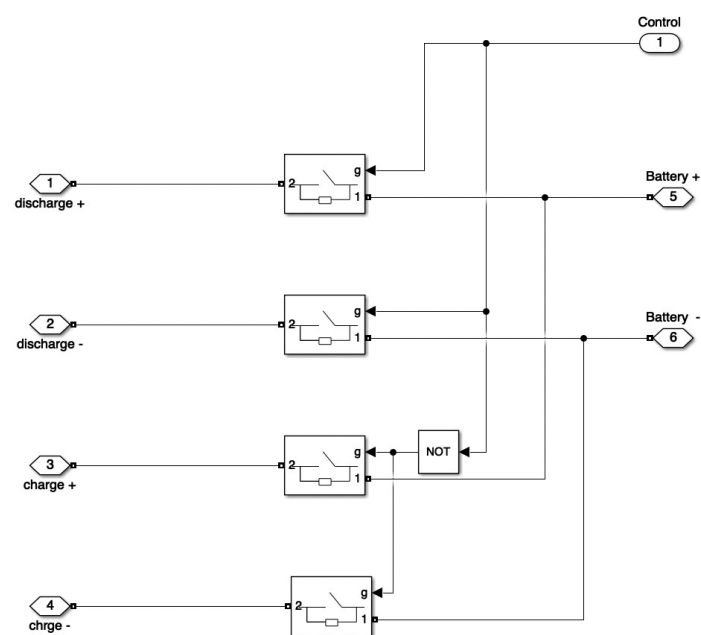 Control
1
g
1
2
1
discharge +
Battery +
5
g
2
1
2
discharge -
Battery -
6
g
NOT
2
1
3
charge +
g
2
1
4
chrge -